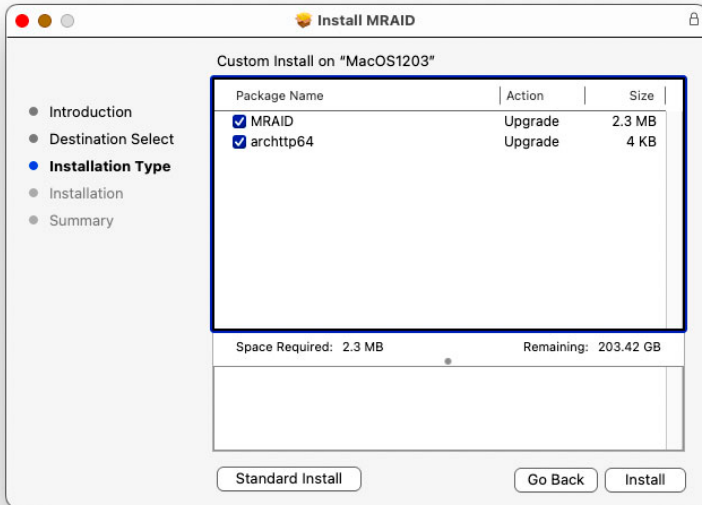 Install MRAID
Custom Install on “MacOS1203”
Introduction
Destination Select
Installation Type
Installation
Summary
Package Name Action Size
MRAID Upgrade 2.3 MB
archttp64 Upgrade 4 KB
Space Required: 2.3 MB Remaining: 203.42 GB
Standard Install Go Back Install